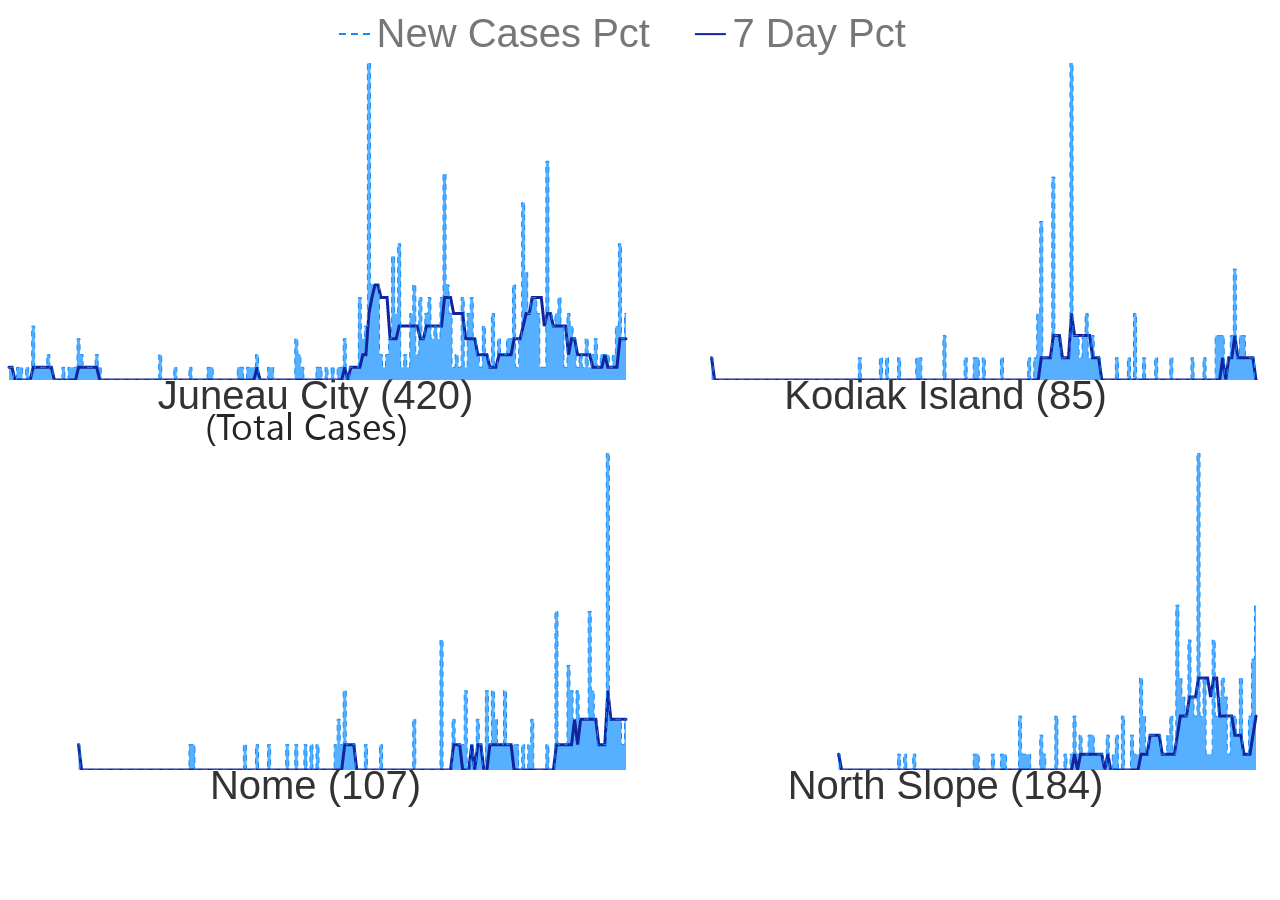 New Cases Pct 7 Day Pct
Juneau City (420)
(Total Cases)
Kodiak Island (85)
Nome (107)
North Slope (184)